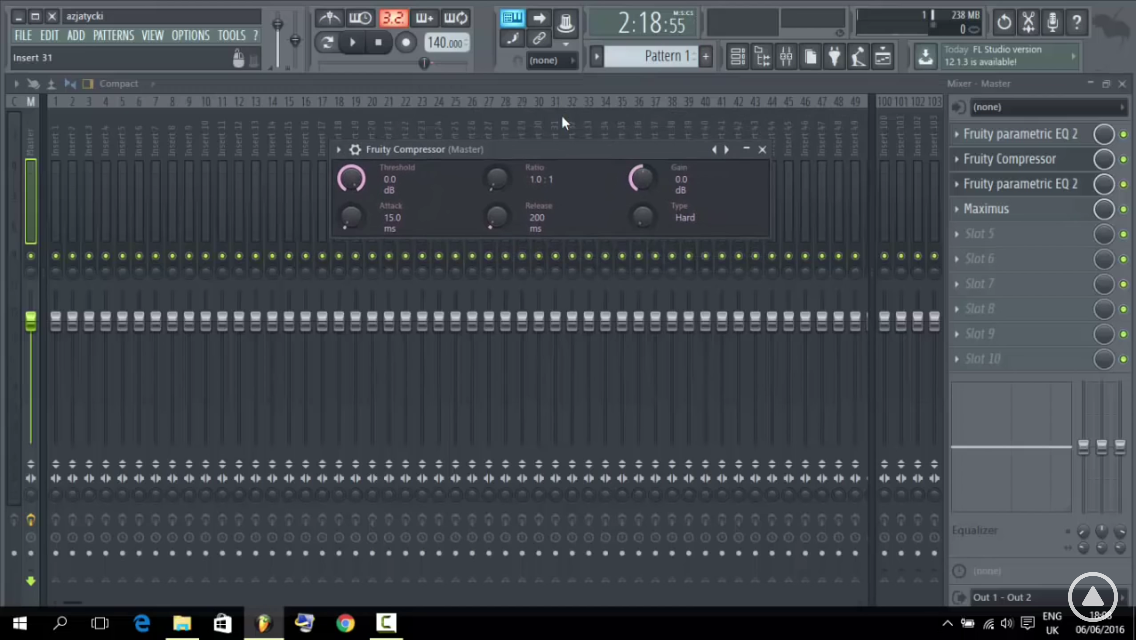 azjatycki
FILE EDIT ADD PATTERNS VIEW OPTIONS TOOLS ?
Insert 31
3.2
140.000
2:18:55
M:S:CS
(none)
Pattern 1
1
238 MB
0
Today FL Studio version
12.1.3 is available!
Compact
Mixer - Master
C M 1 2 3 4 5 6 7 8 9 10 11 12 13 14 15 16 17 18 19 20 21 22 23 24 25 26 27 28 29 30 31 32 33 34 35 36 37 38 39 40 41 42 43 44 45 46 47 48 49 100 101 102 103
Master
Insert 1
Fruity Compressor (Master)
Threshold
0.0
dB
Ratio
1.0 : 1
Gain
0.0
dB
Attack
15.0
ms
Release
200
ms
Type
Hard
(none)
Fruity parametric EQ 2
Fruity Compressor
Fruity parametric EQ 2
Maximus
Slot 5
Slot 6
Slot 7
Slot 8
Slot 9
Slot 10
Equalizer
(none)
Out 1 - Out 2
ENG
UK
06/06/2016